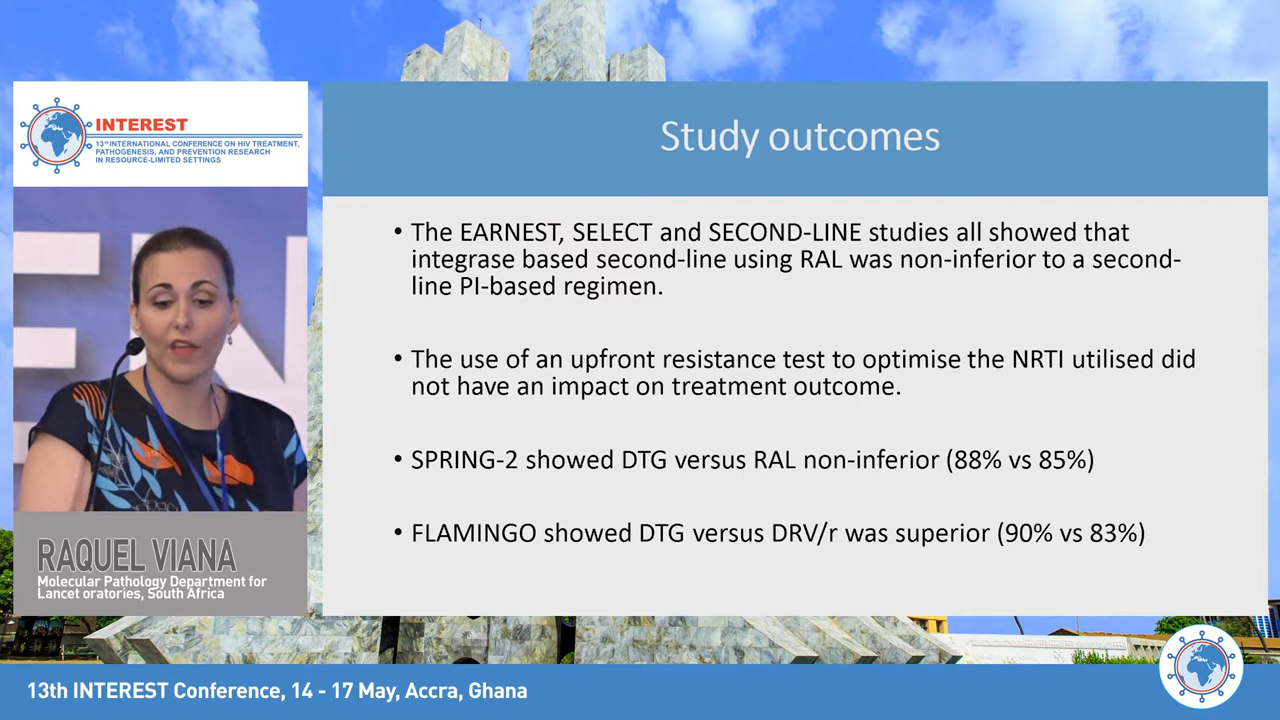 INTEREST
13th INTERNATIONAL CONFERENCE ON HIV TREATMENT,
PATHOGENESIS, AND PREVENTION RESEARCH
IN RESOURCE-LIMITED SETTINGS
RAQUEL VIANA
Molecular Pathology Department for
Lancet oratories, South Africa
Study outcomes
• The EARNEST, SELECT and SECOND-LINE studies all showed that
integrase based second-line using RAL was non-inferior to a second-
line PI-based regimen.
• The use of an upfront resistance test to optimise the NRTI utilised did
not have an impact on treatment outcome.
• SPRING-2 showed DTG versus RAL non-inferior (88% vs 85%)
• FLAMINGO showed DTG versus DRV/r was superior (90% vs 83%)
13th INTEREST Conference, 14 - 17 May, Accra, Ghana